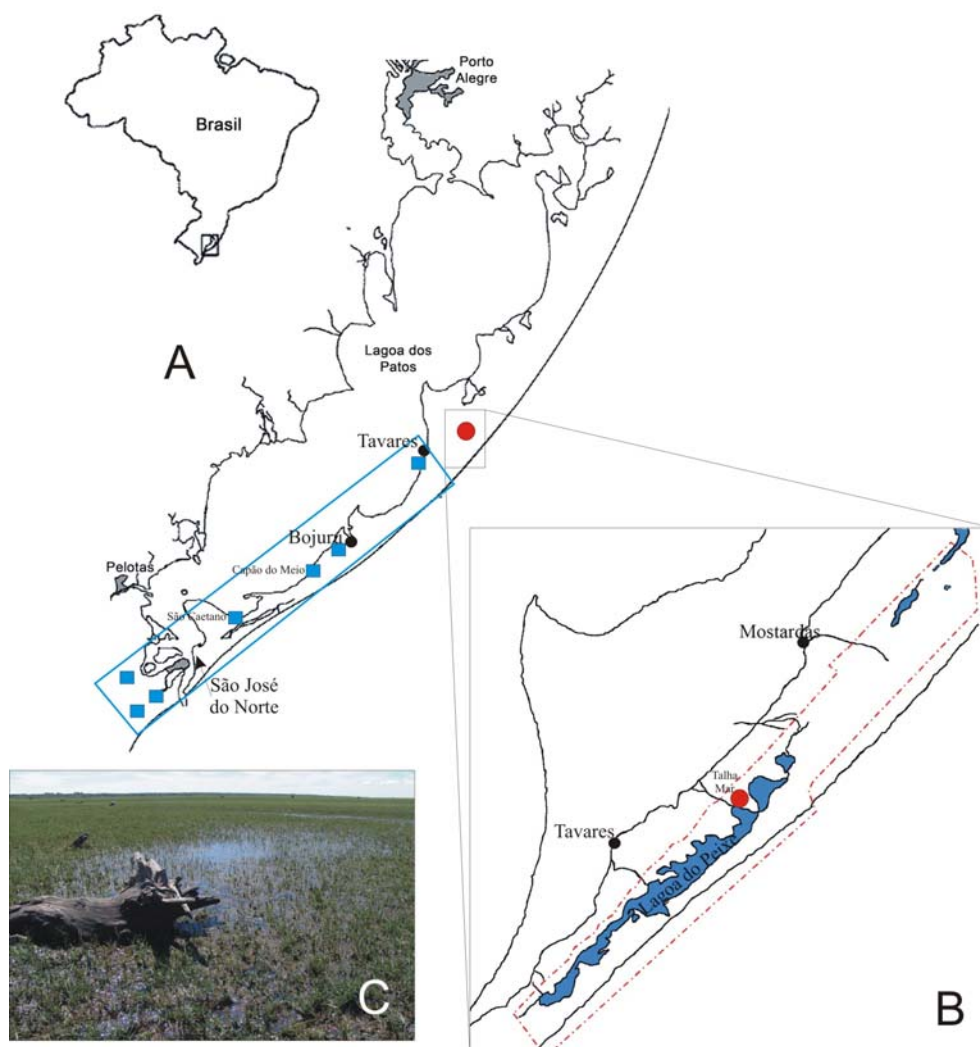 Brasil
Porto
Alegre
A
Lagoa dos
Patos
Tavares
Bojuru
Capão do Meio
Pelotas
São Caetano
São José
do Norte
Mostardas
Talha
Mar
Tavares
Lagoa do Peixe
C
B